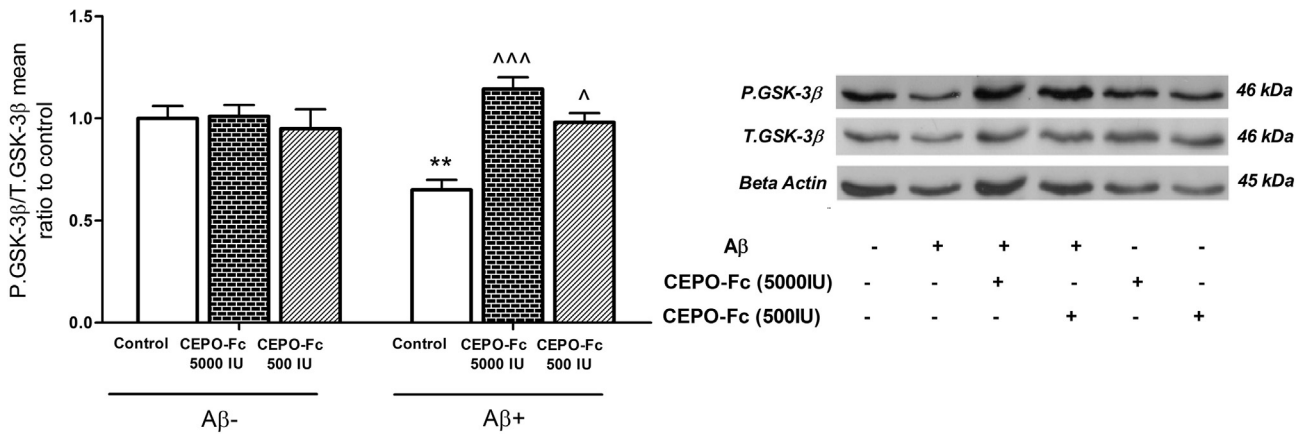 P.GSK-3β/T.GSK-3β mean
ratio to control
1.5
1.0
0.5
0.0
**
^^^
^
Control CEPO-Fc CEPO-Fc Control CEPO-Fc CEPO-Fc
5000 IU 500 IU 5000 IU 500 IU
Aβ- Aβ+
P.GSK-3β 46 kDa
T.GSK-3β 46 kDa
Beta Actin 45 kDa
Aβ - + + + - -
CEPO-Fc (5000IU) - - + - + -
CEPO-Fc (500IU) - - - + - +